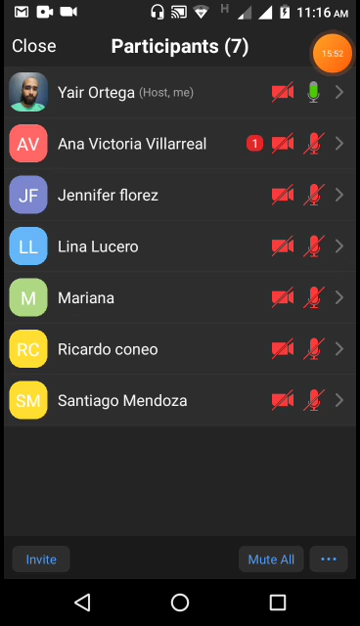 H 11:16 AM
Close Participants (7) 15:52
Yair Ortega (Host, me)
AV Ana Victoria Villarreal 1
JF Jennifer florez
LL Lina Lucero
M Mariana
RC Ricardo coneo
SM Santiago Mendoza
Invite Mute All ...